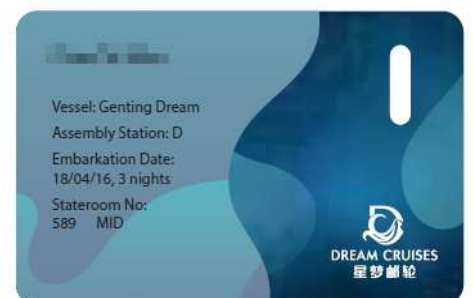 Vessel: Genting Dream
Assembly Station: D
Embarkation Date:
18/04/16, 3 nights
Stateroom No:
589 MID
DREAM CRUISES
星梦邮轮